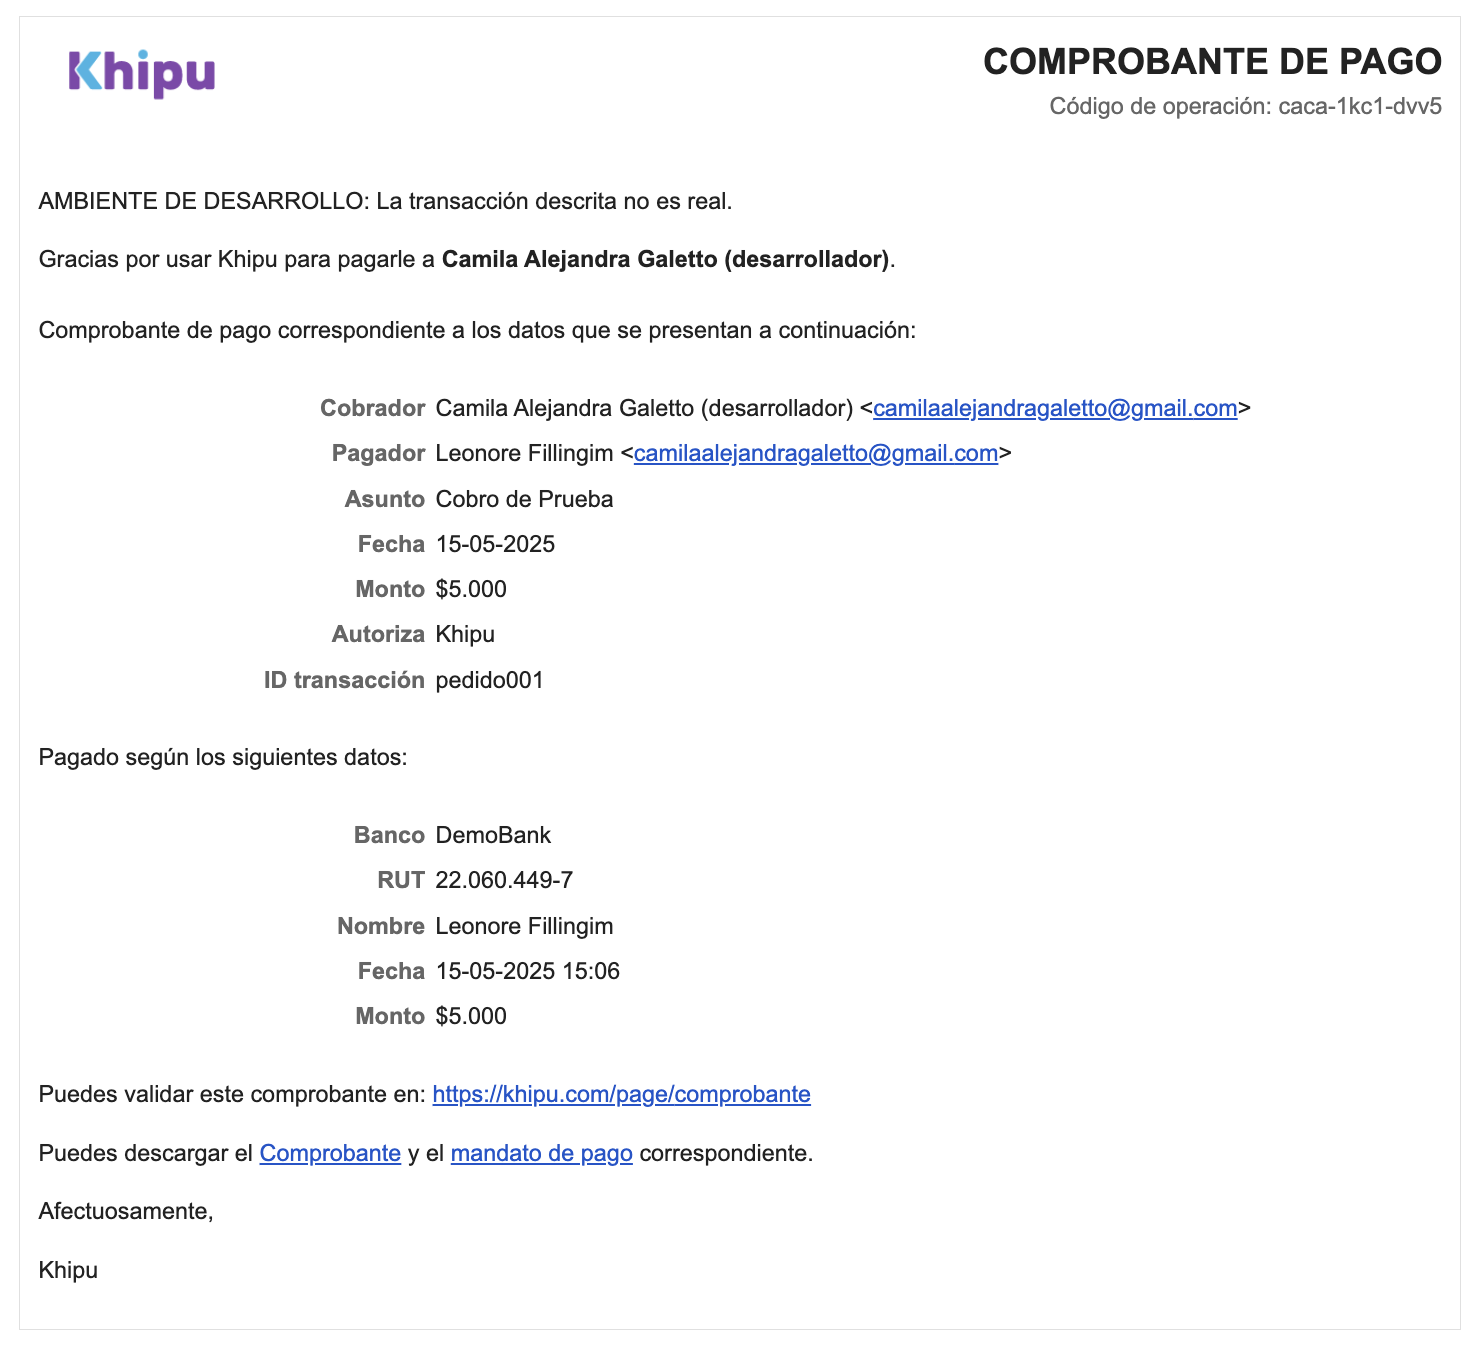 Khipu
COMPROBANTE DE PAGO
Código de operación: caca-1kc1-dvv5
AMBIENTE DE DESARROLLO: La transacción descrita no es real.
Gracias por usar Khipu para pagarle a Camila Alejandra Galetto (desarrollador).
Comprobante de pago correspondiente a los datos que se presentan a continuación:
Cobrador Camila Alejandra Galetto (desarrollador) <camilaalejandragaletto@gmail.com>
Pagador Leonore Fillingim <camilaalejandragaletto@gmail.com>
Asunto Cobro de Prueba
Fecha 15-05-2025
Monto $5.000
Autoriza Khipu
ID transacción pedido001
Pagado según los siguientes datos:
Banco DemoBank
RUT 22.060.449-7
Nombre Leonore Fillingim
Fecha 15-05-2025 15:06
Monto $5.000
Puedes validar este comprobante en: https://khipu.com/page/comprobante
Puedes descargar el Comprobante y el mandato de pago correspondiente.
Afectuosamente,
Khipu